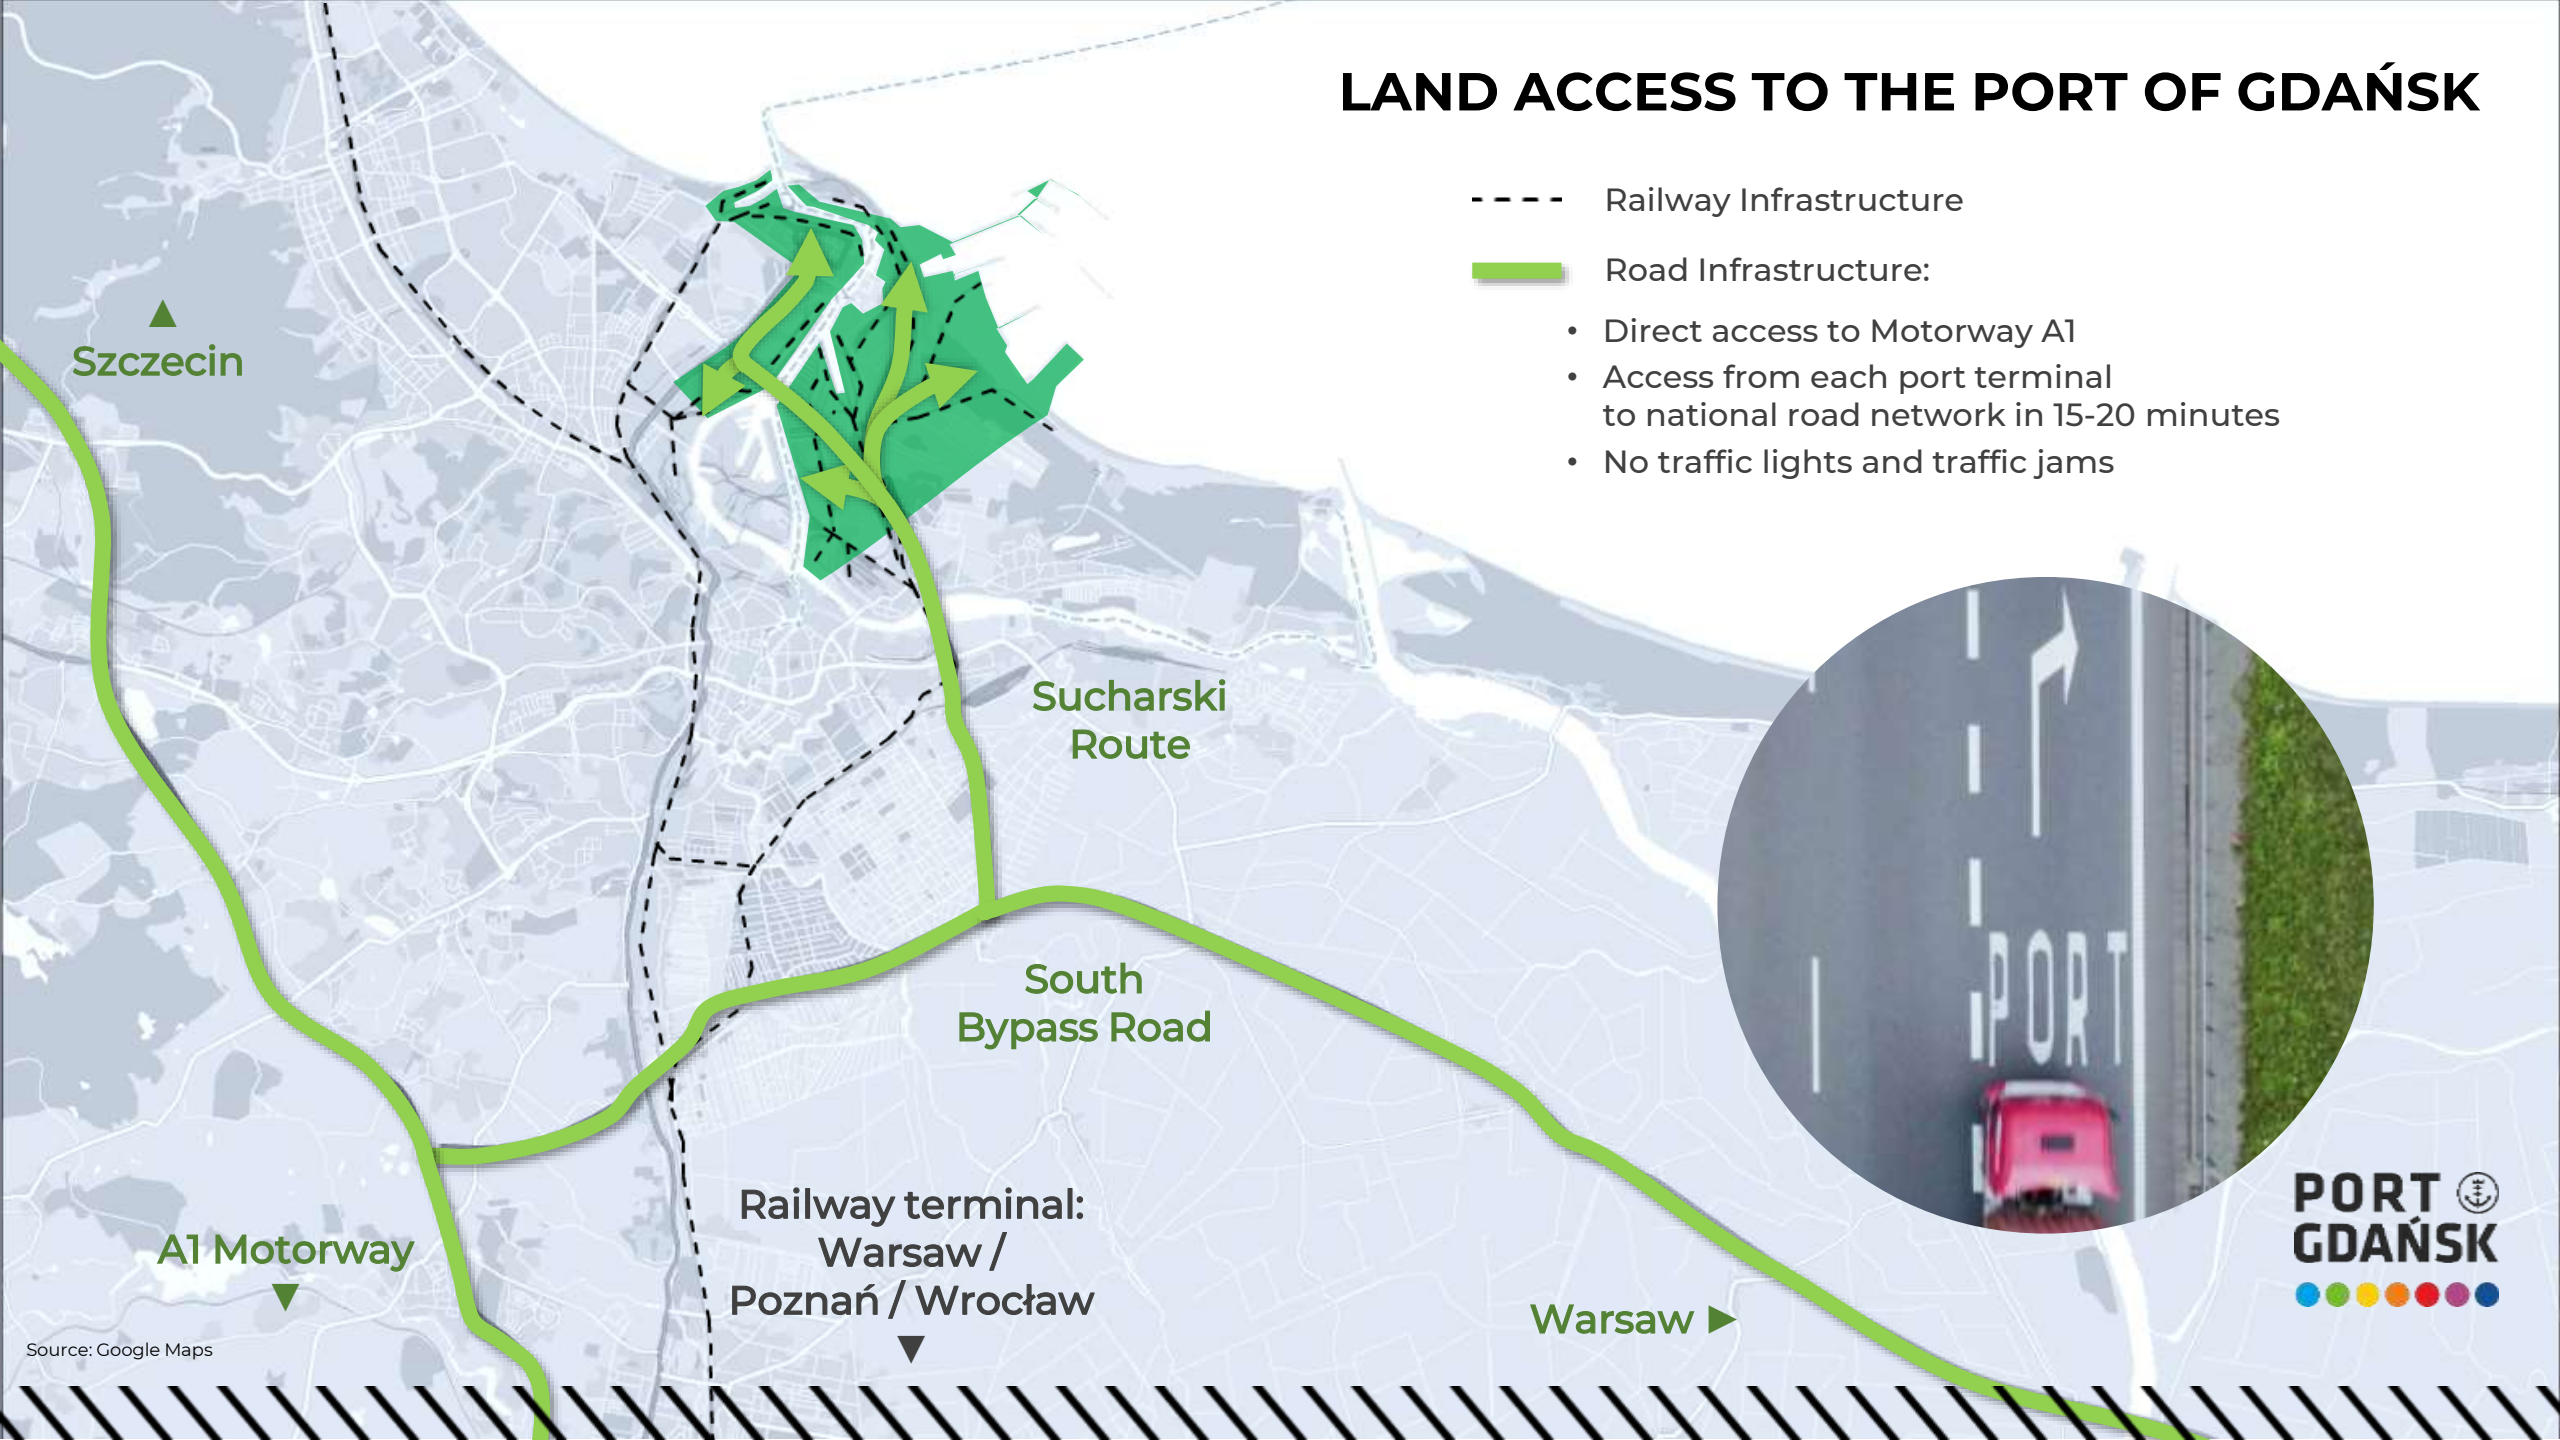 LAND ACCESS TO THE PORT OF GDAŃSK
Railway Infrastructure
Road Infrastructure:
• Direct access to Motorway A1
• Access from each port terminal
to national road network in 15-20 minutes
• No traffic lights and traffic jams
Szczecin
Sucharski
Route
South
Bypass Road
PORT
A1 Motorway
Railway terminal:
Warsaw /
Poznań / Wrocław
Warsaw
PORT
GDAŃSK
Source: Google Maps